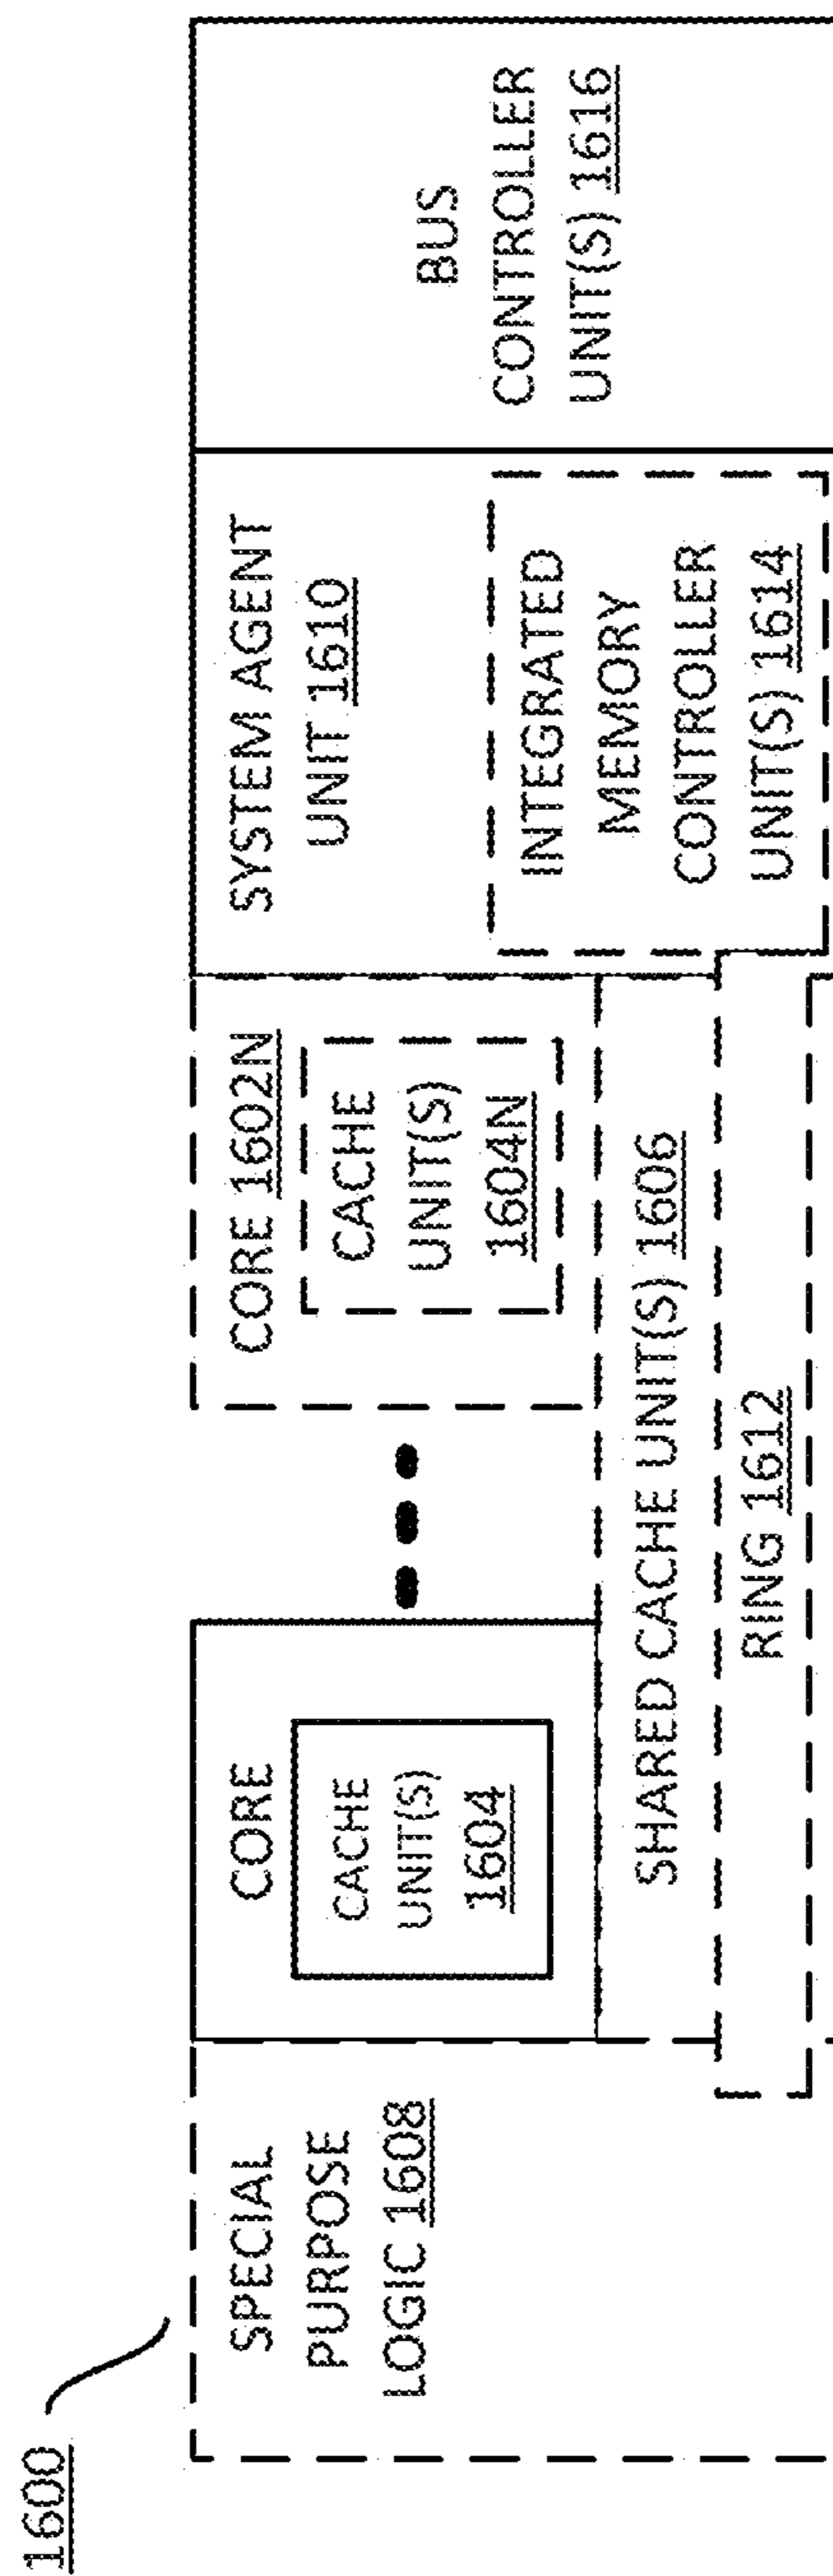 1600
SPECIAL
PURPOSE
LOGIC 1608
CORE
CACHE
UNIT(S)
1604
CORE 1602N
CACHE
UNIT(S)
1604N
SHARED CACHE UNIT(S) 1606
RING 1612
SYSTEM AGENT
UNIT 1610
INTEGRATED
MEMORY
CONTROLLER
UNIT(S) 1614
BUS
CONTROLLER
UNIT(S) 1616